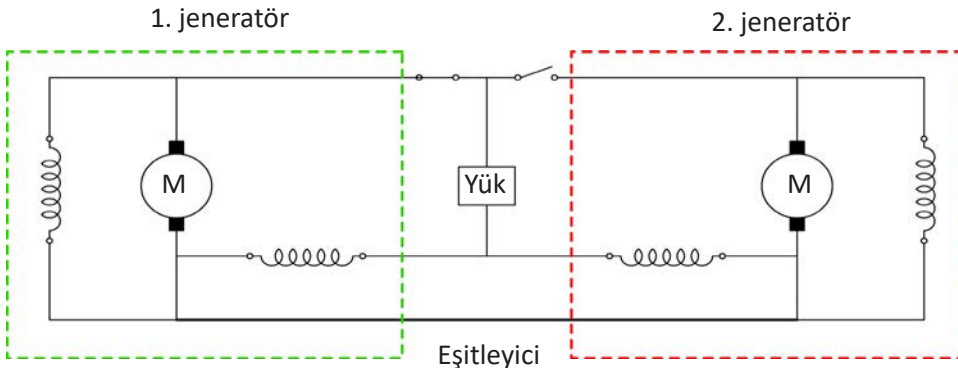 1. jeneratör
2. jeneratör
M
Yük
M
Eşitleyici